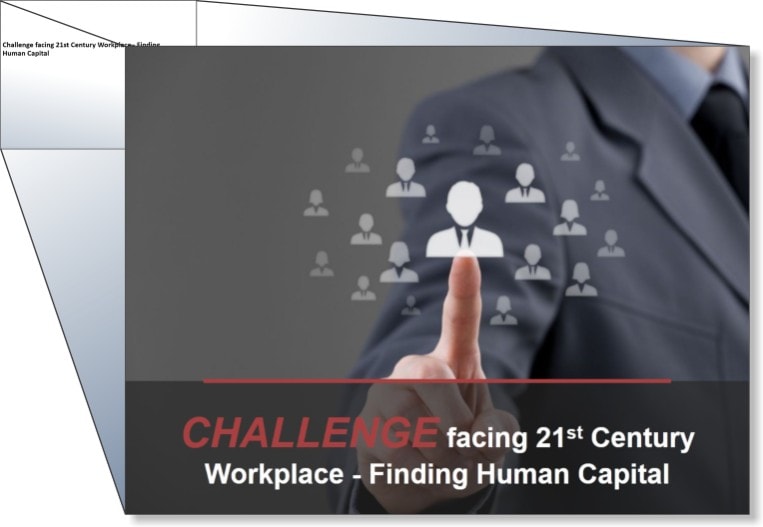 Challenge facing 21st Century Workplace - Finding
Human Capital
CHALLENGE facing 21st Century
Workplace - Finding Human Capital